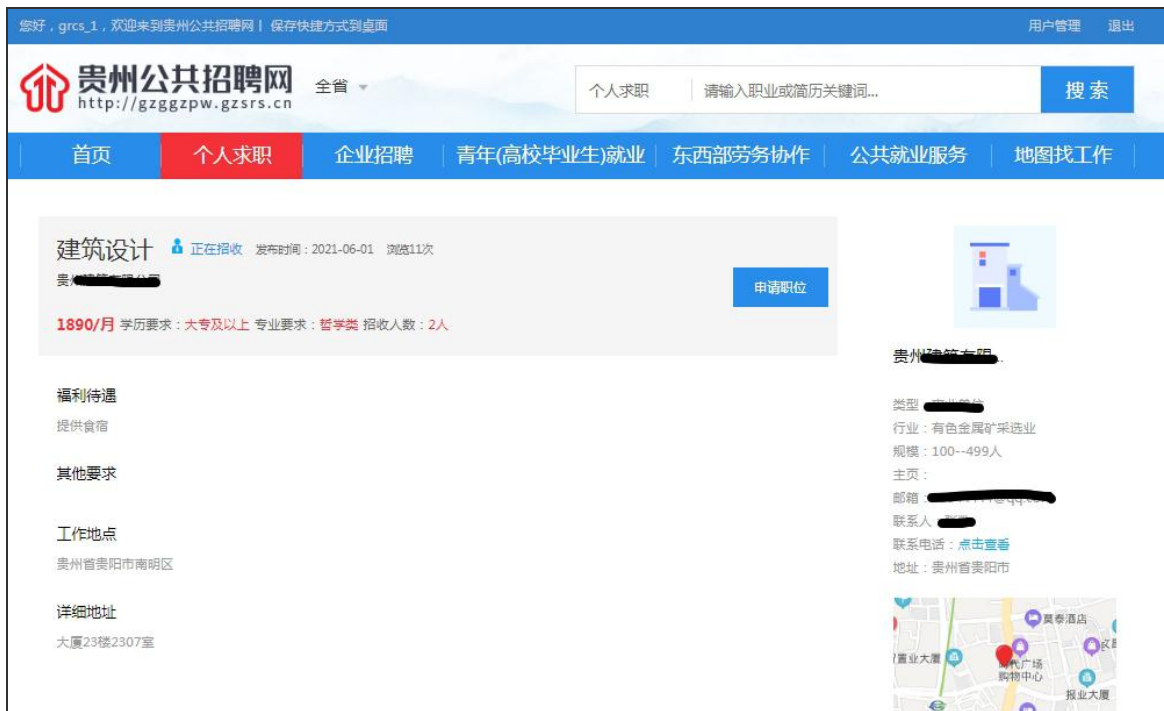 您好，grcs_1，欢迎来到贵州公共招聘网丨 保存快捷方式到桌面
用户管理 退出
贵州公共招聘网 全省
http://gzggzpw.gzsrs.cn
个人求职 请输入职业或简历关键词... 搜索
首页 个人求职 企业招聘 青年(高校毕业生)就业 东西部劳务协作 公共就业服务 地图找工作
建筑设计 正在招收 发布时间：2021-06-01 浏览11次
申请职位
1890/月 学历要求：大专及以上 专业要求：哲学类 招收人数：2人
福利待遇
提供食宿
其他要求
工作地点
贵州省贵阳市南明区
详细地址
大厦23楼2307室
贵州
类型
行业：有色金属矿采选业
规模：100--499人
主页：
邮箱：
联系人
联系电话：点击查看
地址：贵州省贵阳市
莫泰酒店
置业大厦
时代广场
购物中心
报业大厦